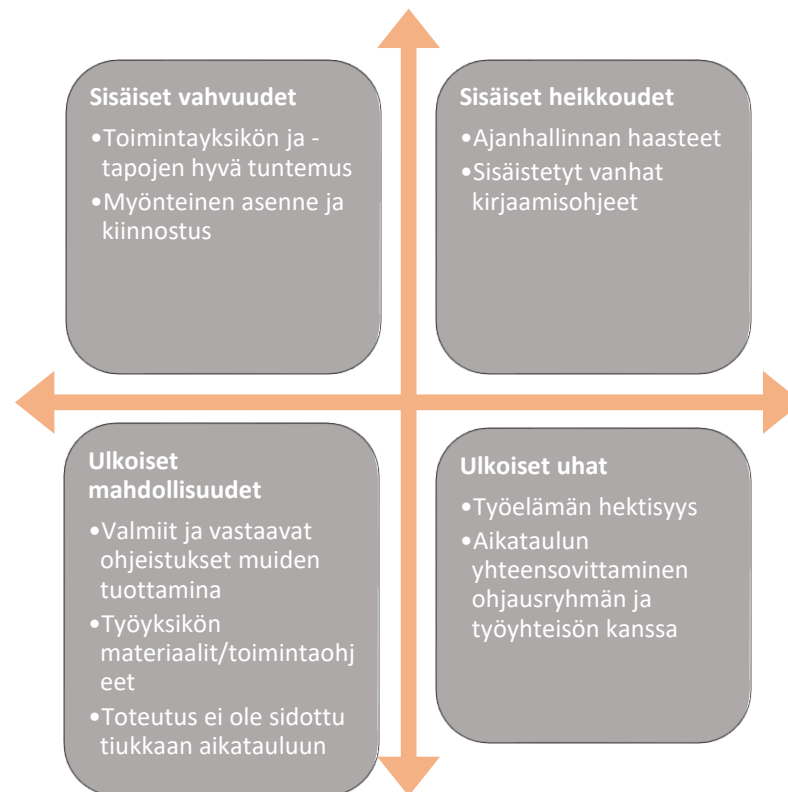 Sisäiset vahvuudet
•Toimintayksikön ja -
tapojen hyvä tuntemus
•Myönteinen asenne ja
kiinnostus
Sisäiset heikkoudet
•Ajanhallinnan haasteet
•Sisäistetyt vanhat
kirjaamisohjeet
Ulkoiset
mahdollisuudet
•Valmiit ja vastaavat
ohjeistukset muiden
tuottamina
•Työyksikön
materiaalit/toimintaohj
eet
•Toteutus ei ole sidottu
tiukkaan aikatauluun
Ulkoiset uhat
•Työelämän hektisyys
•Aikataulun
yhteensovittaminen
ohjausryhmän ja
työyhteisön kanssa